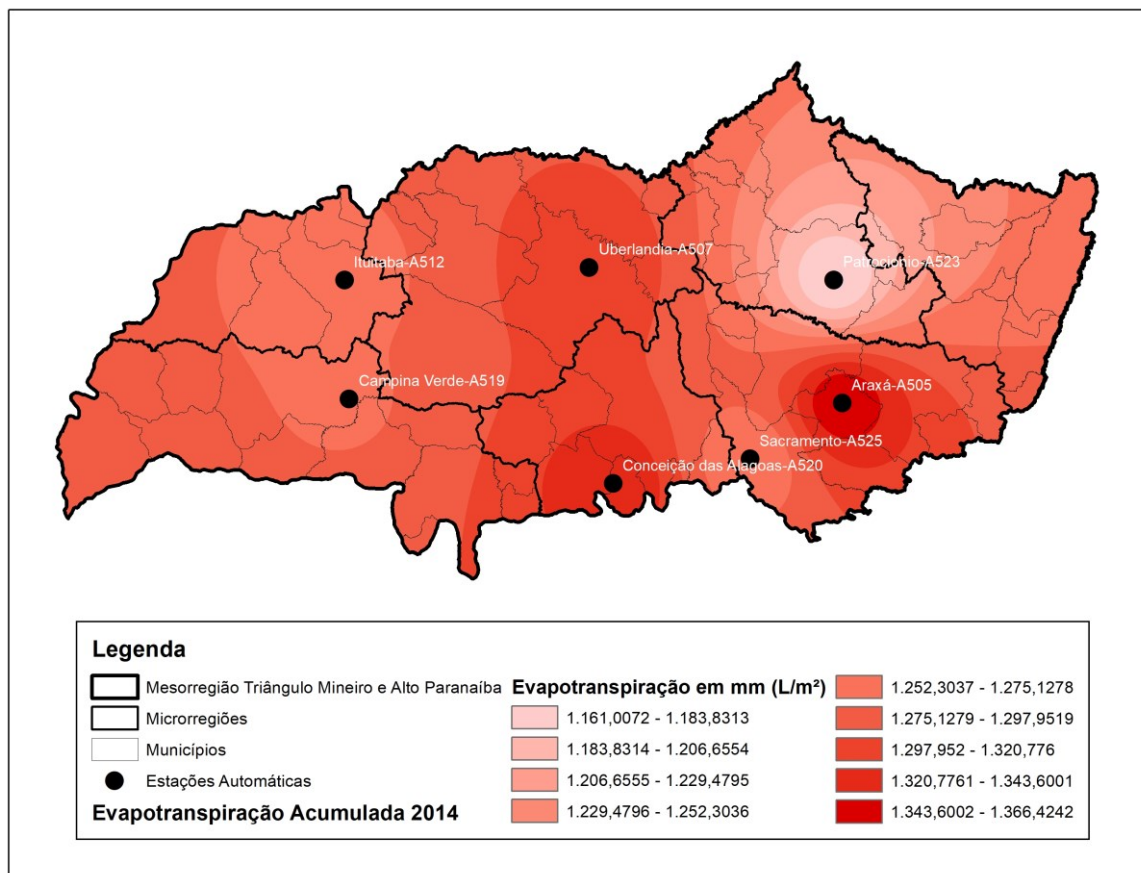 Uberlandia-A507
Ituitaba-A512
Patrocionio-A523
Campina Verde-A519
Araxá-A505
Sacramento-A525
Conceição das Alagoas-A520
Legenda
Mesorregião Triângulo Mineiro e Alto Paranaíba
Microrregiões
Municípios
Estações Automáticas
Evapotranspiração Acumulada 2014
Evapotranspiração em mm (L/m²)
1.161,0072 - 1.183,8313
1.183,8314 - 1.206,6554
1.206,6555 - 1.229,4795
1.229,4796 - 1.252,3036
1.252,3037 - 1.275,1278
1.275,1279 - 1.297,9519
1.297,952 - 1.320,776
1.320,7761 - 1.343,6001
1.343,6002 - 1.366,4242